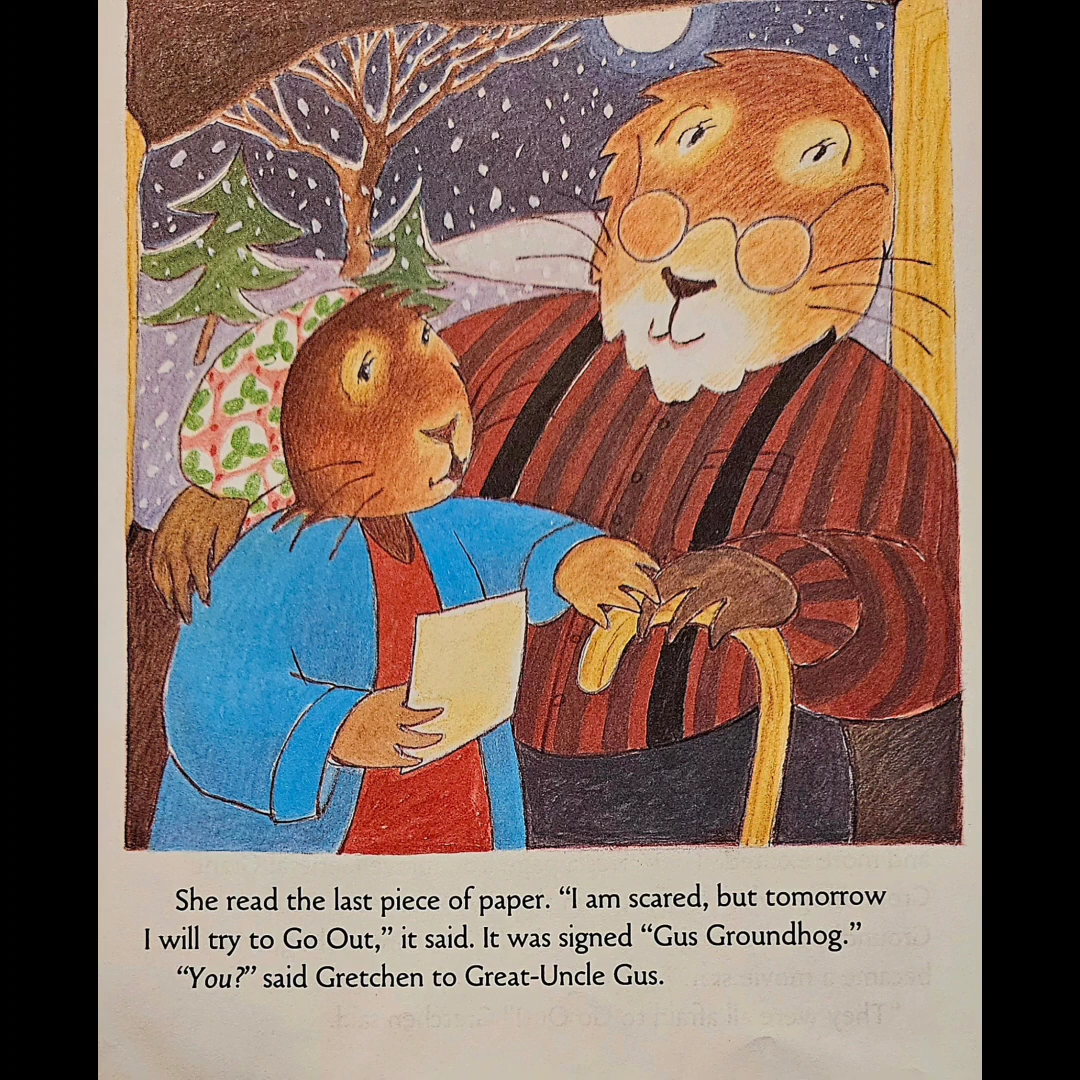 She read the last piece of paper. “I am scared, but tomorrow
I will try to Go Out,” it said. It was signed “Gus Groundhog.”
“You?” said Gretchen to Great-Uncle Gus.